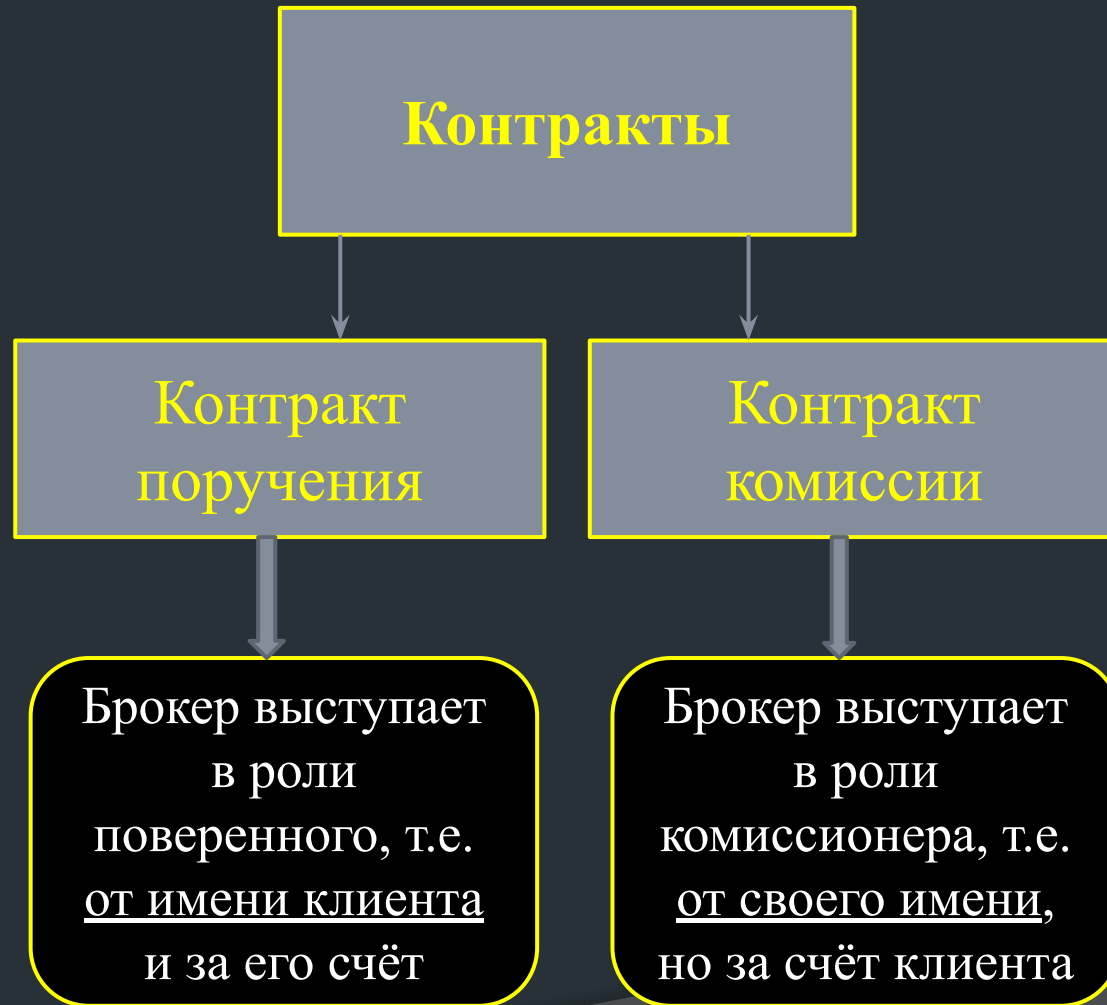 Контракты
Контракт
поручения
Контракт
комиссии
Брокер выступает
в роли
поверенного, т.е.
от имени клиента
и за его счёт
Брокер выступает
в роли
комиссионера, т.е.
от своего имени,
но за счёт клиента